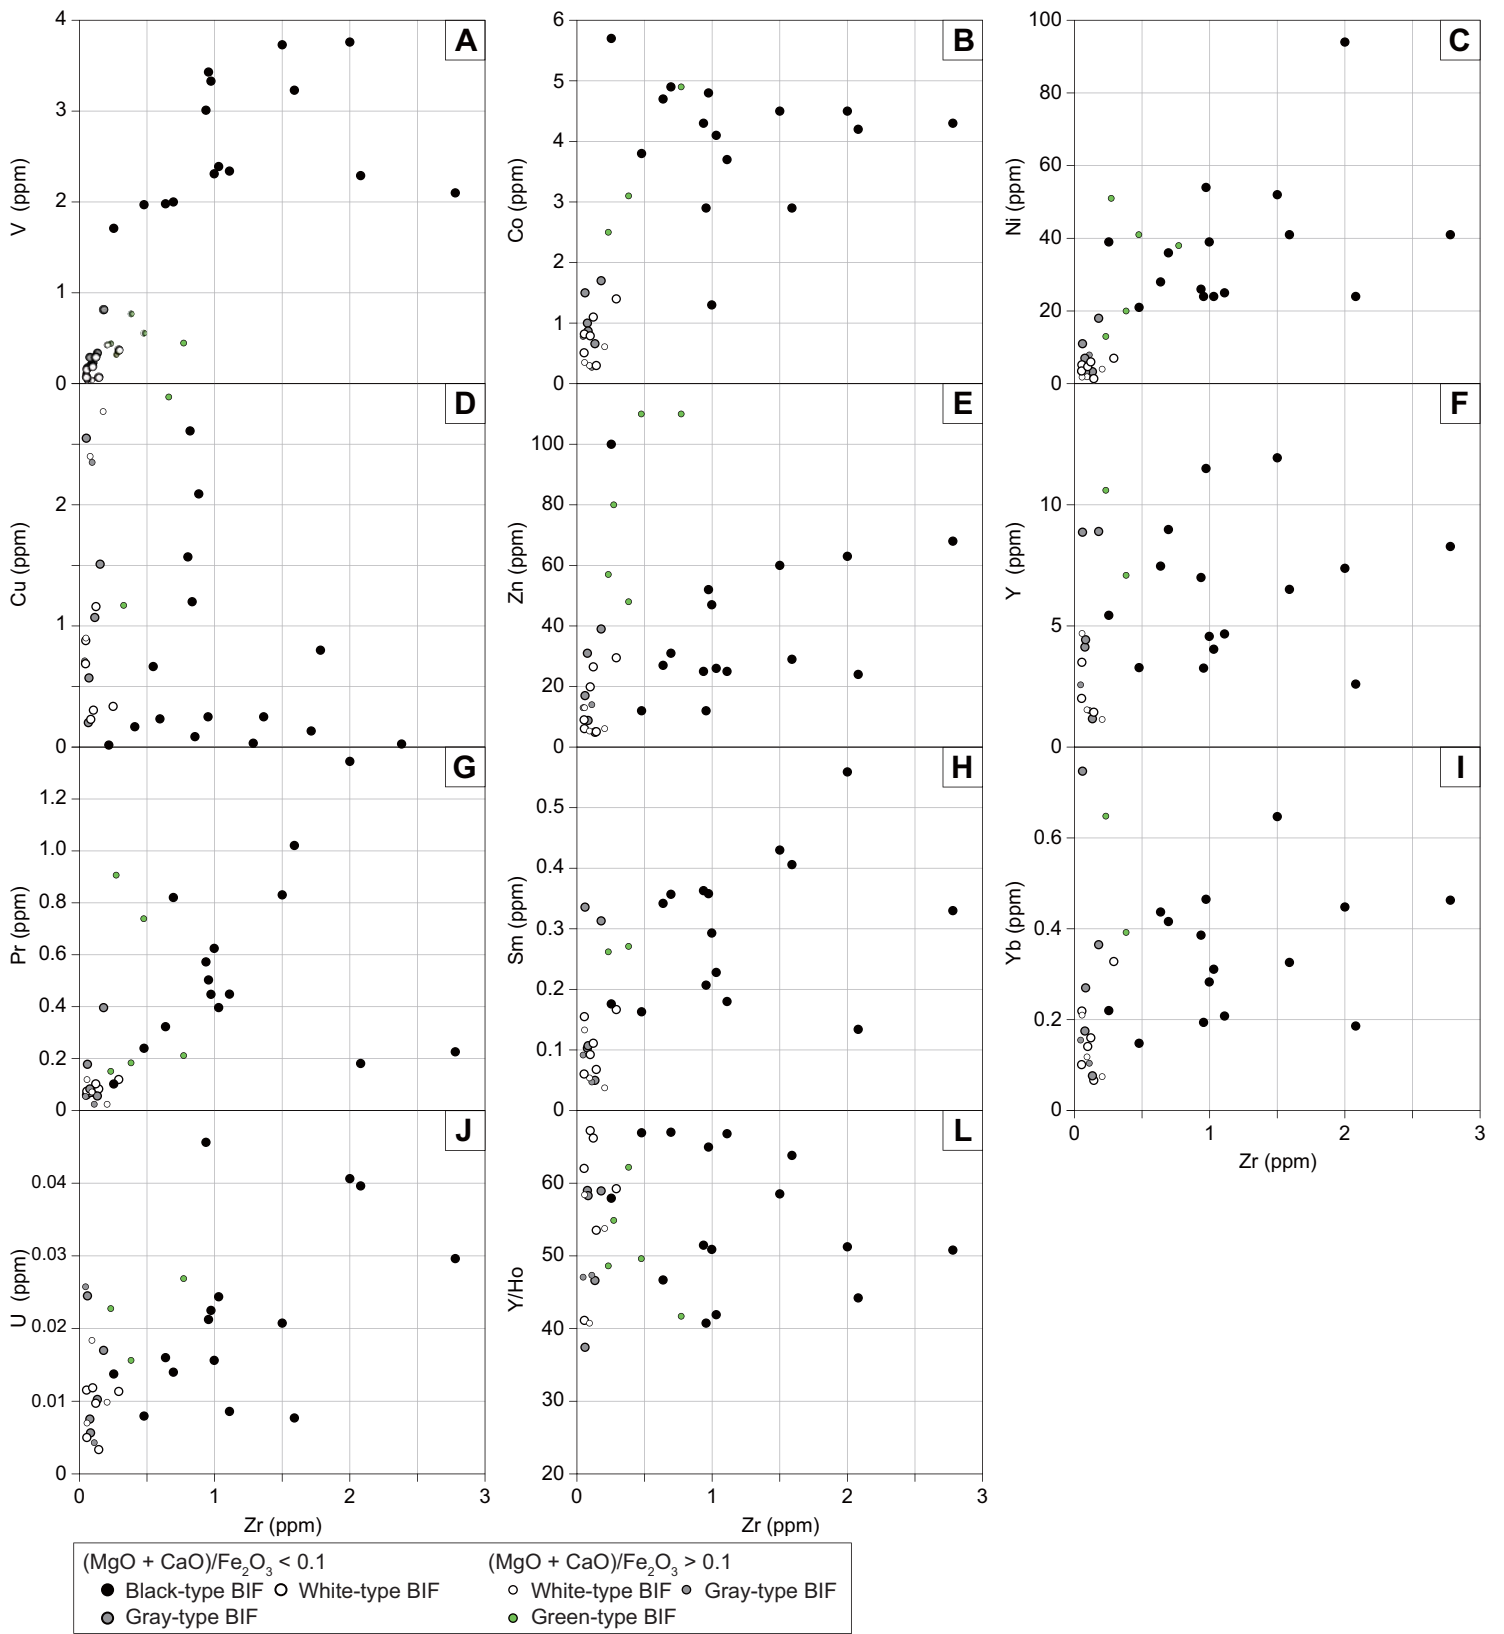 4
3
2
1
0
V (ppm)
A
6
5
4
3
2
1
0
Co (ppm)
B
100
80
60
40
20
0
Ni (ppm)
C
2
1
0
Cu (ppm)
D
100
80
60
40
20
0
Zn (ppm)
E
10
5
0
Y (ppm)
F
1.2
1.0
0.8
0.6
0.4
0.2
0
Pr (ppm)
G
0.5
0.4
0.3
0.2
0.1
0
Sm (ppm)
H
0.6
0.4
0.2
0
Yb (ppm)
I
0 1 2 3
Zr (ppm)
0.04
0.03
0.02
0.01
0
U (ppm)
J
0 1 2 3
Zr (ppm)
60
50
40
30
20
Y/Ho
L
0 1 2 3
Zr (ppm)
(MgO + CaO)/Fe₂O₃ < 0.1 (MgO + CaO)/Fe₂O₃ > 0.1
Black-type BIF White-type BIF White-type BIF Gray-type BIF
Gray-type BIF Green-type BIF